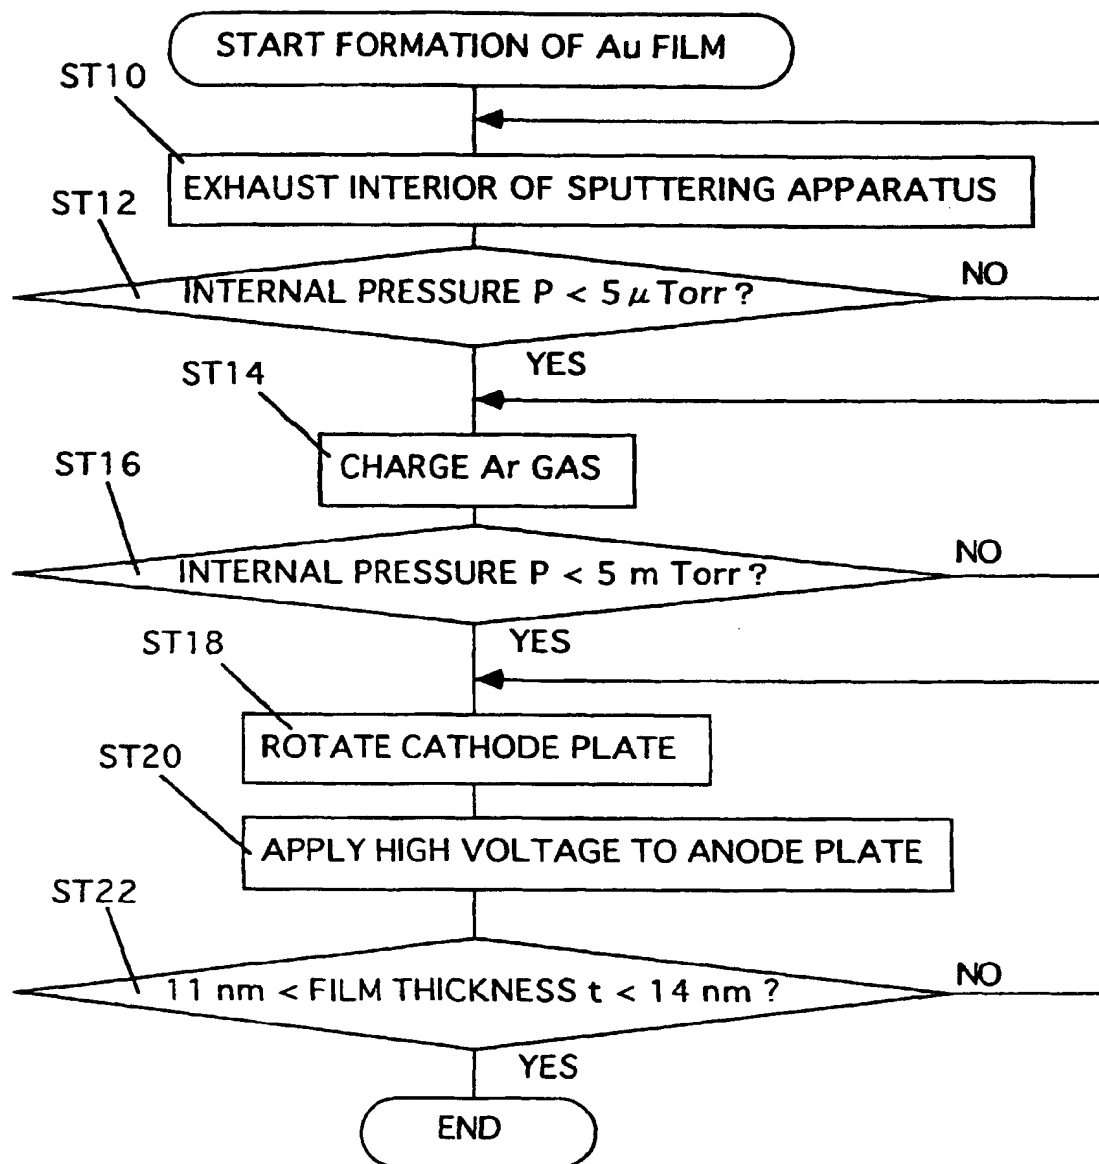 START FORMATION OF Au FILM
ST10
EXHAUST INTERIOR OF SPUTTERING APPARATUS
ST12
INTERNAL PRESSURE P < 5 μ Torr ?
NO
YES
ST14
CHARGE Ar GAS
ST16
INTERNAL PRESSURE P < 5 m Torr ?
NO
YES
ST18
ROTATE CATHODE PLATE
ST20
APPLY HIGH VOLTAGE TO ANODE PLATE
ST22
11 nm < FILM THICKNESS t < 14 nm ?
NO
YES
END